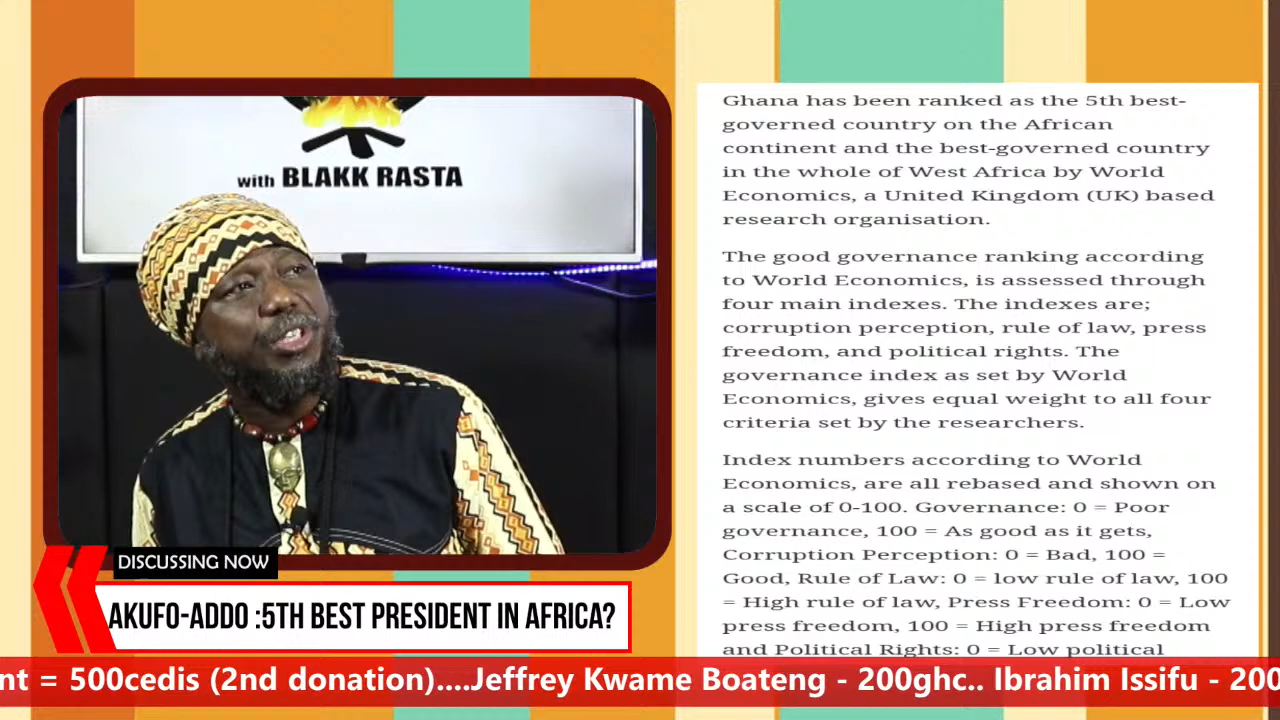 with BLAKK RASTA
Ghana has been ranked as the 5th best-
governed country on the African
continent and the best-governed country
in the whole of West Africa by World
Economics, a United Kingdom (UK) based
research organisation.
The good governance ranking according
to World Economics, is assessed through
four main indexes. The indexes are;
corruption perception, rule of law, press
freedom, and political rights. The
governance index as set by World
Economics, gives equal weight to all four
criteria set by the researchers.
Index numbers according to World
Economics, are all rebased and shown on
a scale of 0-100. Governance: 0 = Poor
governance, 100 = As good as it gets,
Corruption Perception: 0 = Bad, 100 =
Good, Rule of Law: 0 = low rule of law, 100
= High rule of law, Press Freedom: 0 = Low
press freedom, 100 = High press freedom
and Political Rights: 0 = Low political
DISCUSSING NOW
AKUFO-ADDO :5TH BEST PRESIDENT IN AFRICA?
nt = 500cedis (2nd donation)....Jeffrey Kwame Boateng - 200ghc.. Ibrahim Issifu - 200